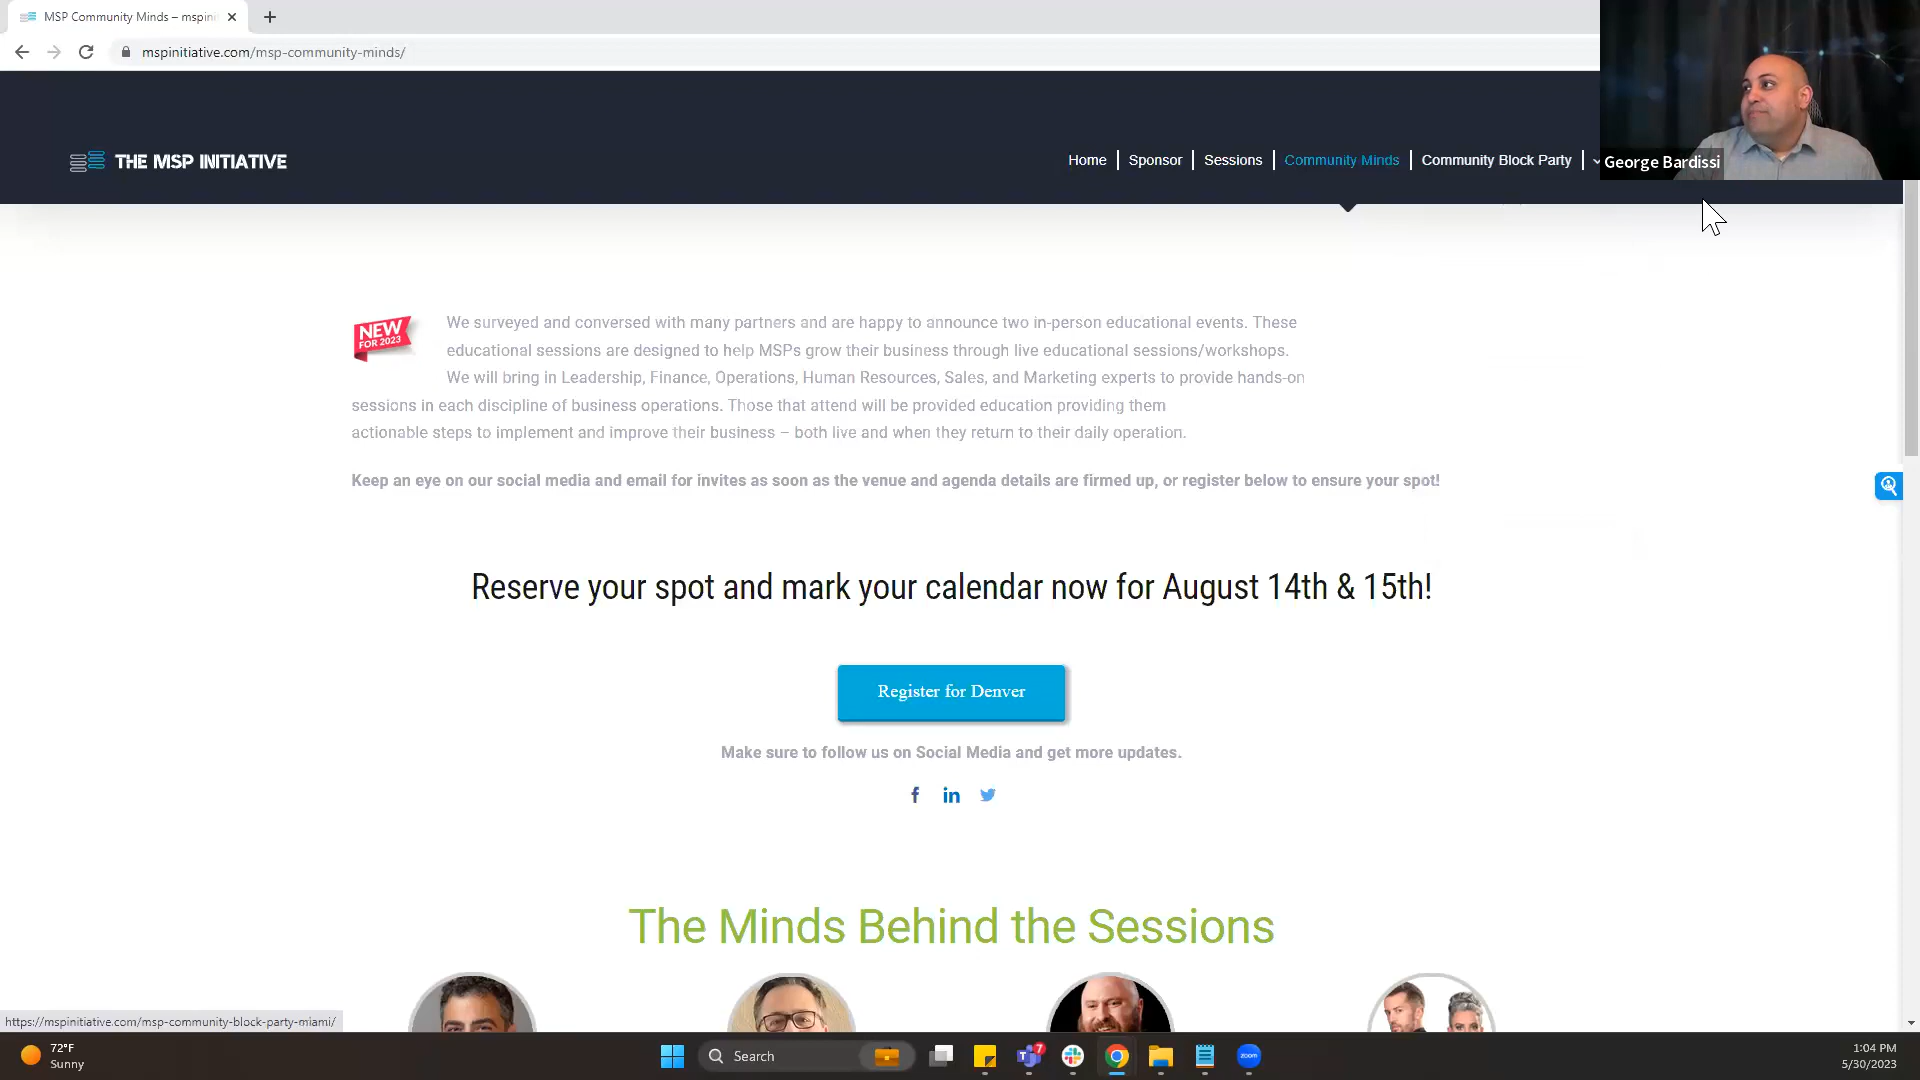 MSP Community Minds – mspin
mspinitiative.com/msp-community-minds/
THE MSP INITIATIVE
Home
Sponsor
Sessions
Community Minds
Community Block Party
George Bardissi
NEW
FOR 2023
We surveyed and conversed with many partners and are happy to announce two in-person educational events. These
educational sessions are designed to help MSPs grow their business through live educational sessions/workshops.
We will bring in Leadership, Finance, Operations, Human Resources, Sales, and Marketing experts to provide hands-on
sessions in each discipline of business operations. Those that attend will be provided education providing them
actionable steps to implement and improve their business – both live and when they return to their daily operation.
Keep an eye on our social media and email for invites as soon as the venue and agenda details are firmed up, or register below to ensure your spot!
Reserve your spot and mark your calendar now for August 14th & 15th!
Register for Denver
Make sure to follow us on Social Media and get more updates.
The Minds Behind the Sessions
https://mspinitiative.com/msp-community-block-party-miami/
72°F
Sunny
Search
7
zoom
1:04 PM
5/30/2023